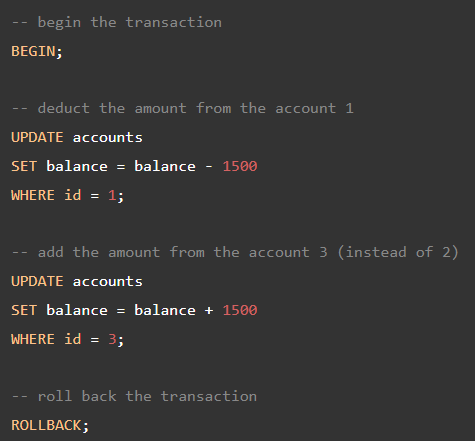 -- begin the transaction
BEGIN;
-- deduct the amount from the account 1
UPDATE accounts
SET balance = balance - 1500
WHERE id = 1;
-- add the amount from the account 3 (instead of 2)
UPDATE accounts
SET balance = balance + 1500
WHERE id = 3;
-- roll back the transaction
ROLLBACK;